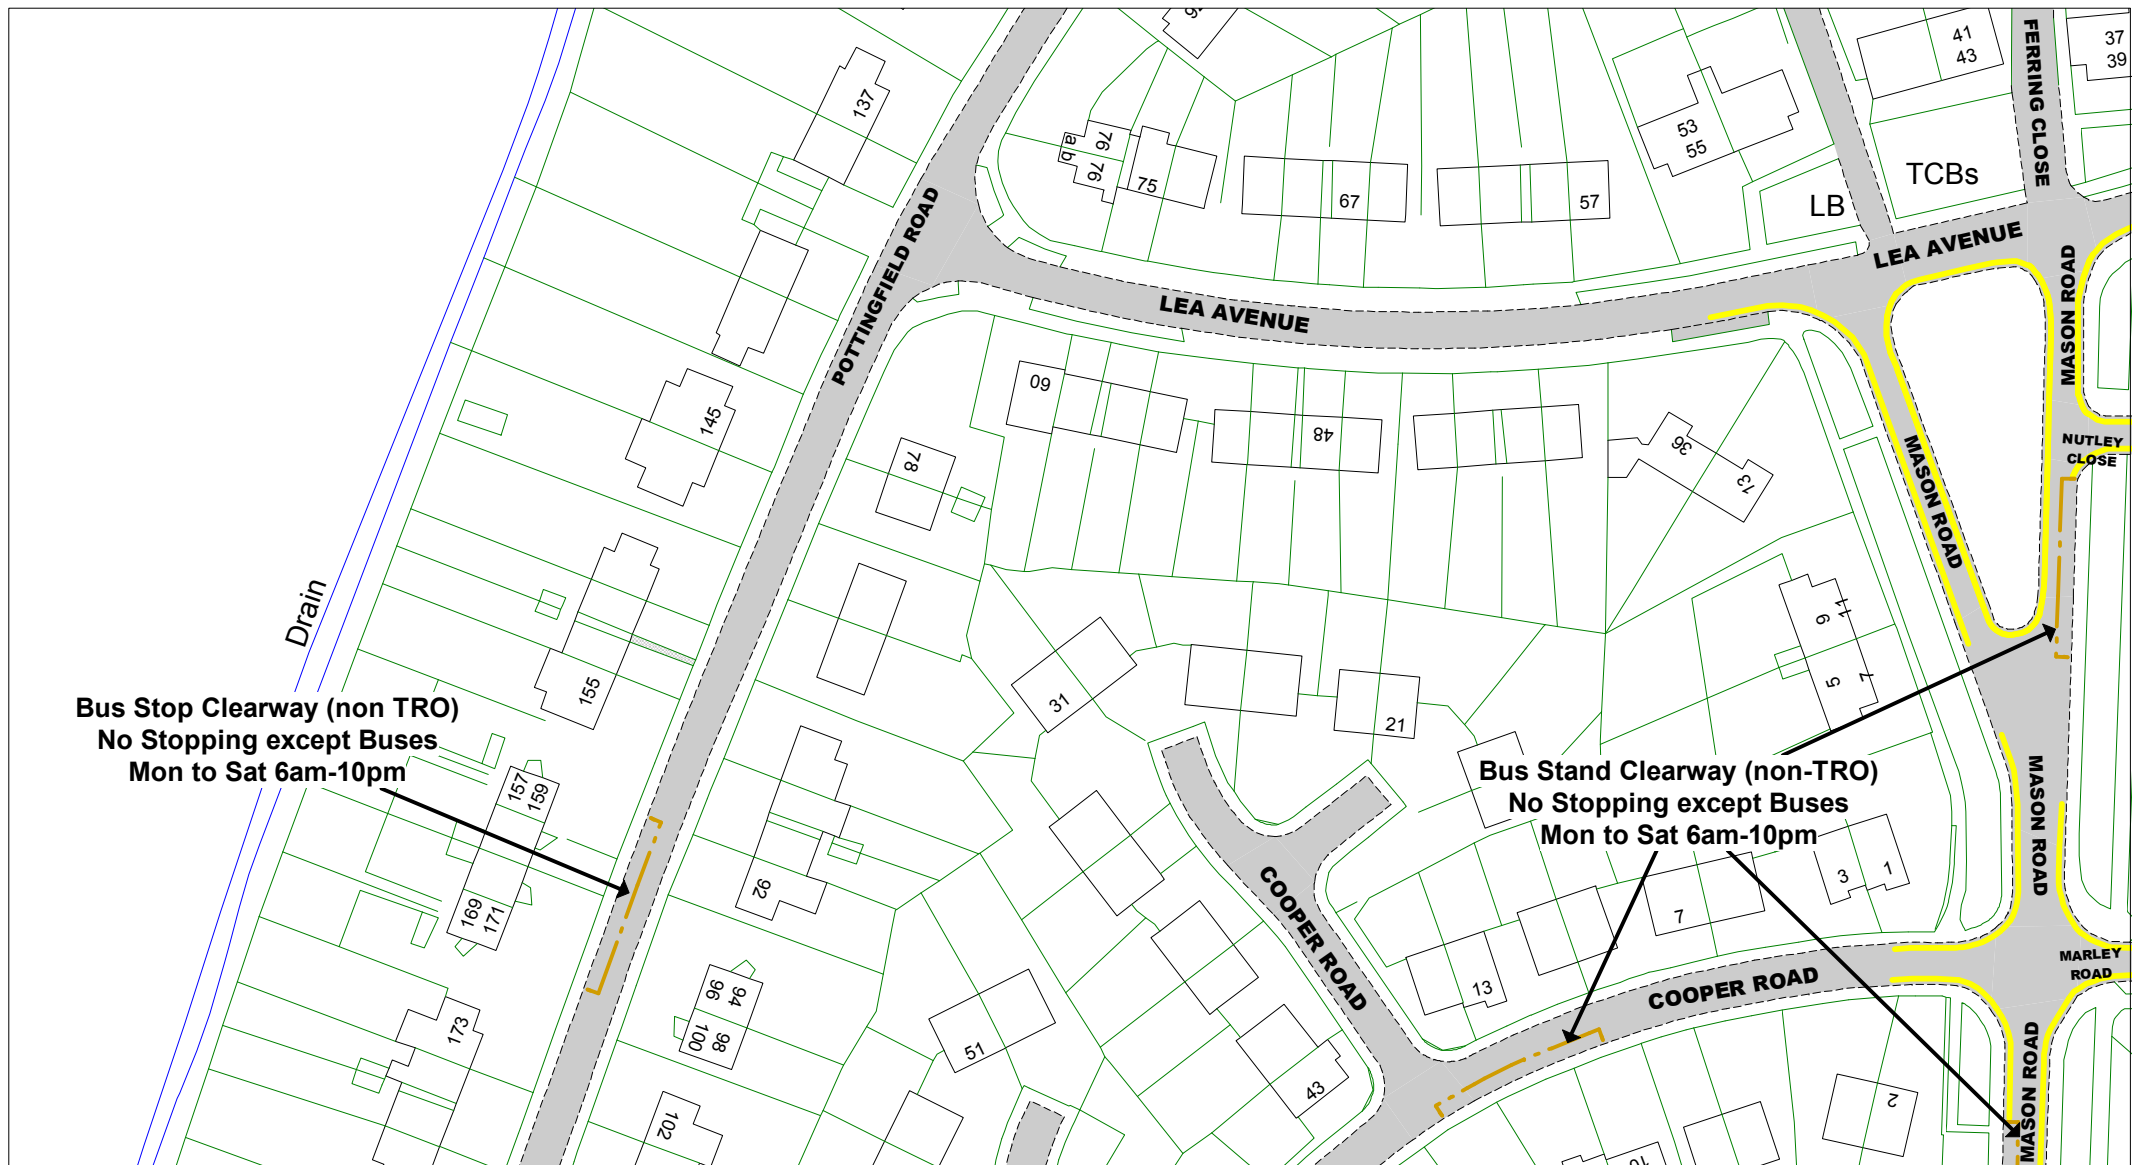 41
43
37
39
FERRING CLOSE
137
53
55
TCBs
76
a b
76
75
67
57
LB
POTTINGFIELD ROAD
LEA AVENUE
LEA AVENUE
MASON ROAD
60
48
36
73
145
78
NUTLEY
CLOSE
MASON ROAD
Drain
155
31
21
9
11
5
7
Bus Stop Clearway (non TRO)
No Stopping except Buses
Mon to Sat 6am-10pm
Bus Stand Clearway (non-TRO)
No Stopping except Buses
Mon to Sat 6am-10pm
157
159
169
171
92
MASON ROAD
3
1
7
13
COOPER ROAD
COOPER ROAD
MARLEY
ROAD
173
96
94
100
98
51
43
102
2
MASON ROAD